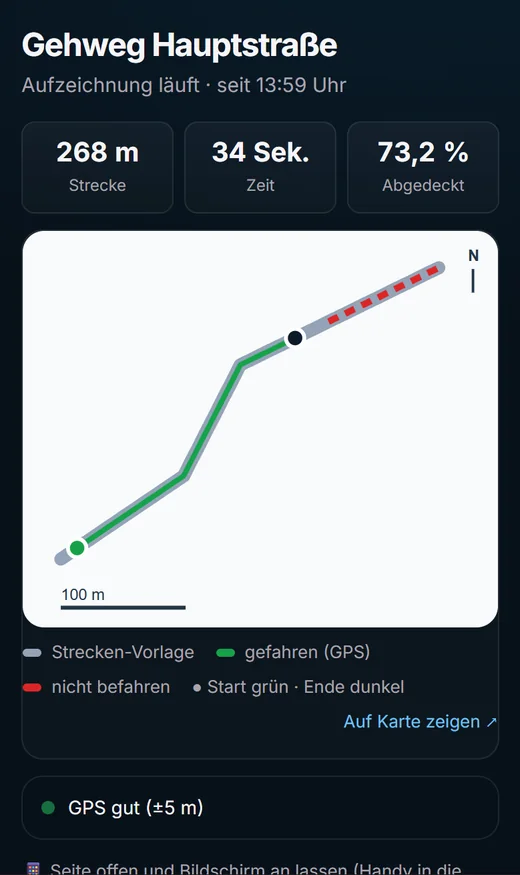 Gehweg Hauptstraße
Aufzeichnung läuft · seit 13:59 Uhr
268 m
34 Sek.
73,2 %
Strecke
Zeit
Abgedeckt
N
100 m
Strecken-Vorlage
gefahren (GPS)
nicht befahren
Start grün · Ende dunkel
Auf Karte zeigen ↗
GPS gut (±5 m)
Seite offen und Bildschirm an lassen (Handy in die